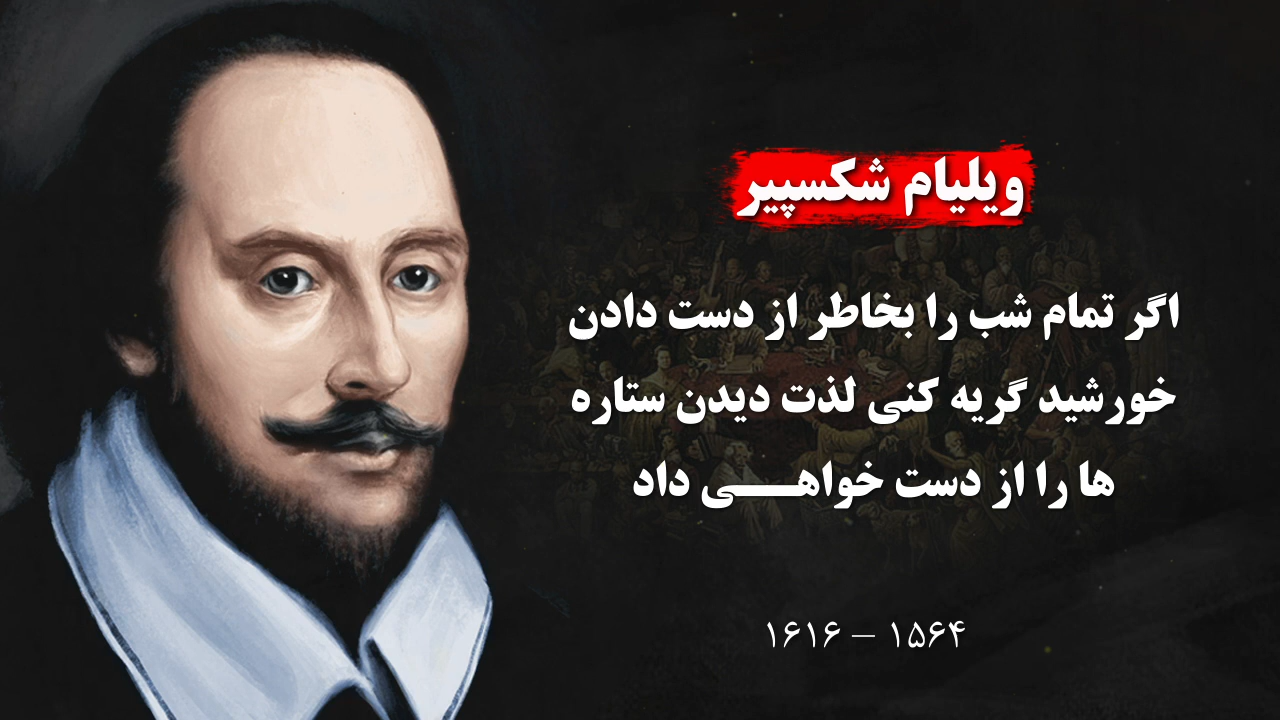 ویلیام شکسپیر
اگر تمام شب را بخاطر از دست دادن
خورشید گریه کنی لذت دیدن ستاره
ها را از دست خواهـــی داد
۱۵۶۴ – ۱۶۱۶